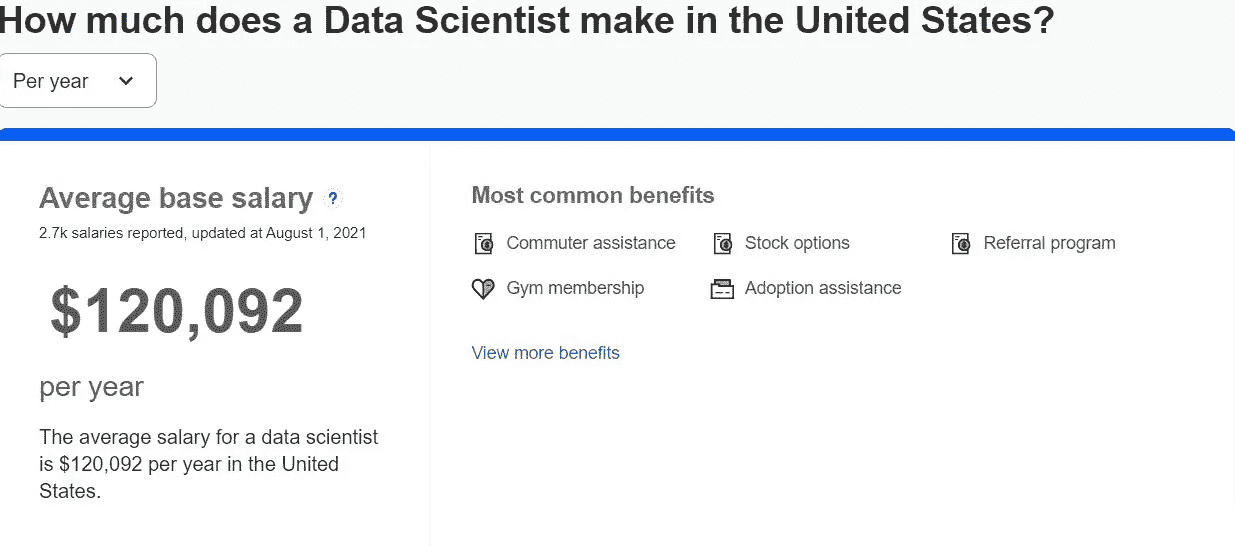 How much does a Data Scientist make in the United States?
Per year
Average base salary ?
2.7k salaries reported, updated at August 1, 2021
$120,092
per year
The average salary for a data scientist
is $120,092 per year in the United
States.
Most common benefits
Commuter assistance Stock options Referral program
Gym membership Adoption assistance
View more benefits